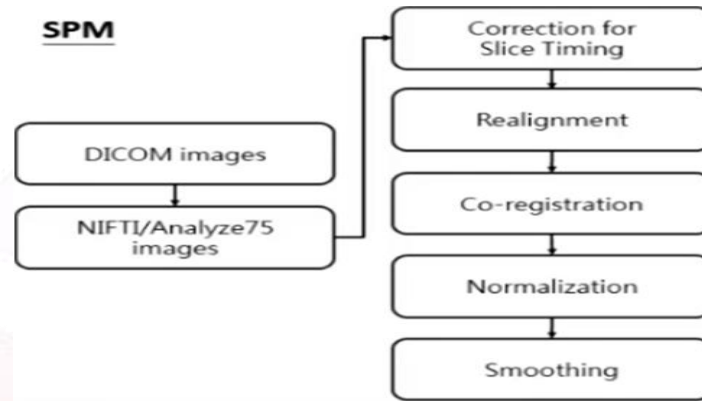 SPM
DICOM images
NIFTI/Analyze75
images
Correction for
Slice Timing
Realignment
Co-registration
Normalization
Smoothing